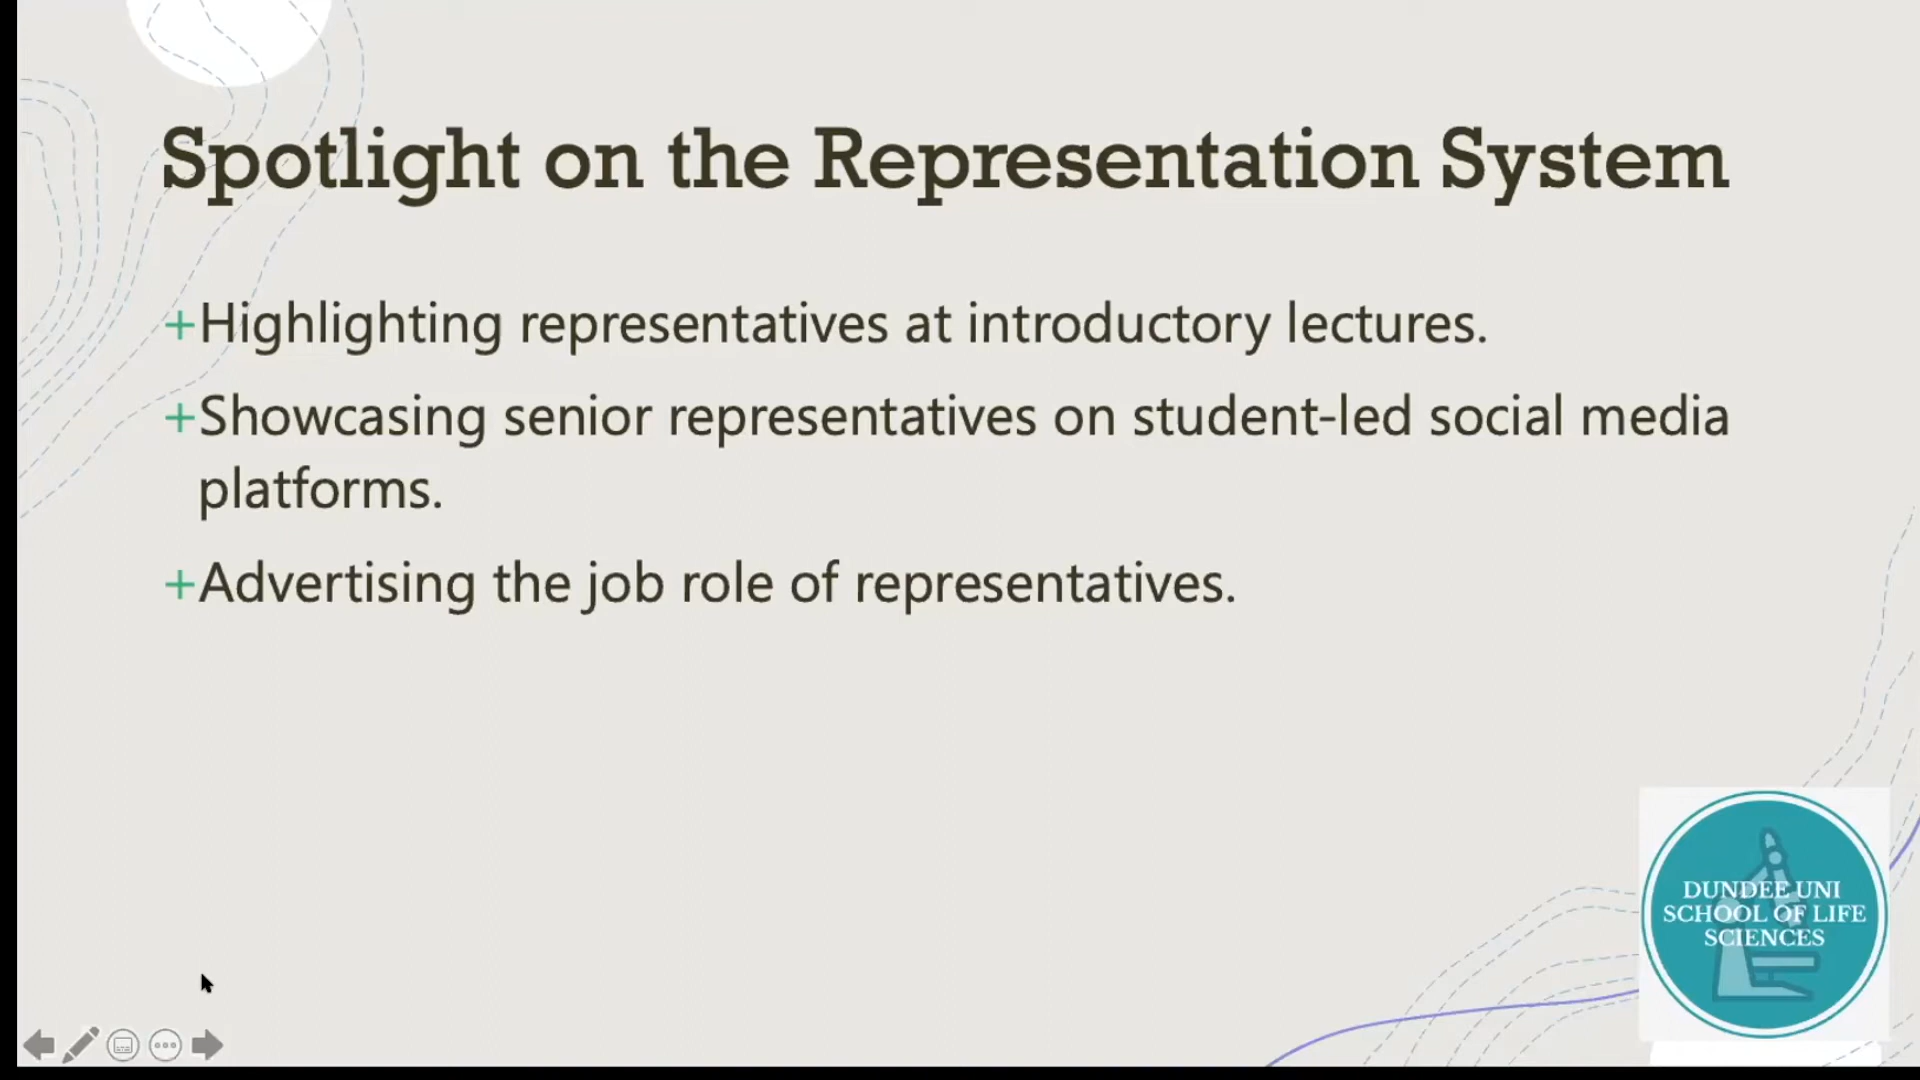 Spotlight on the Representation System
+Highlighting representatives at introductory lectures.
+Showcasing senior representatives on student-led social media
platforms.
+Advertising the job role of representatives.
DUNDEE UNI
SCHOOL OF LIFE
SCIENCES